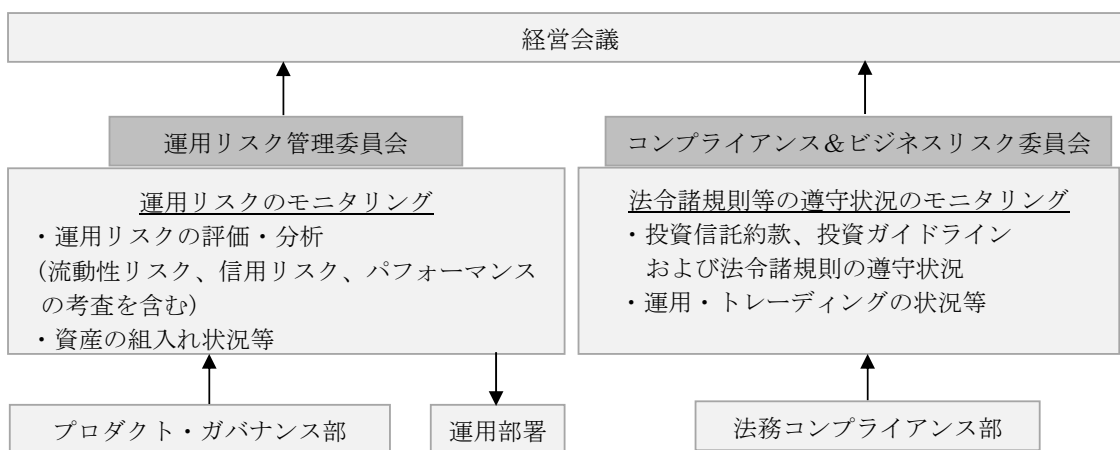 経営会議
運用リスク管理委員会
運用リスクのモニタリング
・運用リスクの評価・分析
(流動性リスク、信用リスク、パフォーマンス
の考査を含む)
・資産の組入れ状況等
コンプライアンス＆ビジネスリスク委員会
法令諸規則等の遵守状況のモニタリング
・投資信託約款、投資ガイドライン
および法令諸規則の遵守状況
・運用・トレーディングの状況等
プロダクト・ガバナンス部
運用部署
法務コンプライアンス部